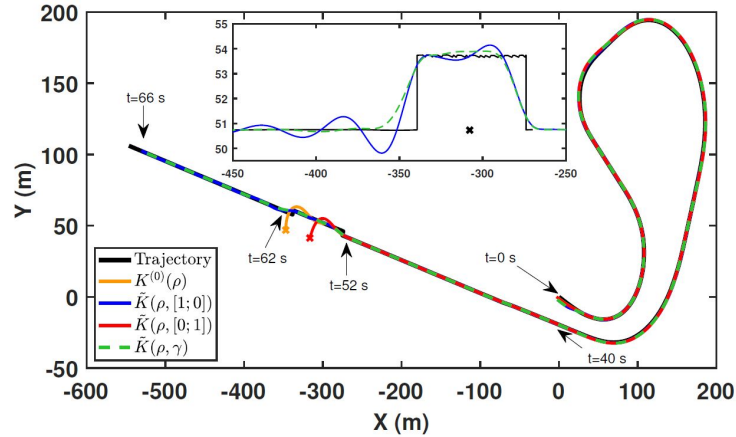 200
150
100
50
0
-50
Y (m)
-600
-500
-400
-300
-200
-100
0
100
200
X (m)
55
54
53
52
51
50
-450
-400
-350
-300
-250
t=66 s
t=62 s
t=52 s
t=0 s
t=40 s
Trajectory
K^{(0)}(ρ)
K̃(ρ, [1; 0])
K̃(ρ, [0; 1])
K̃(ρ, γ)